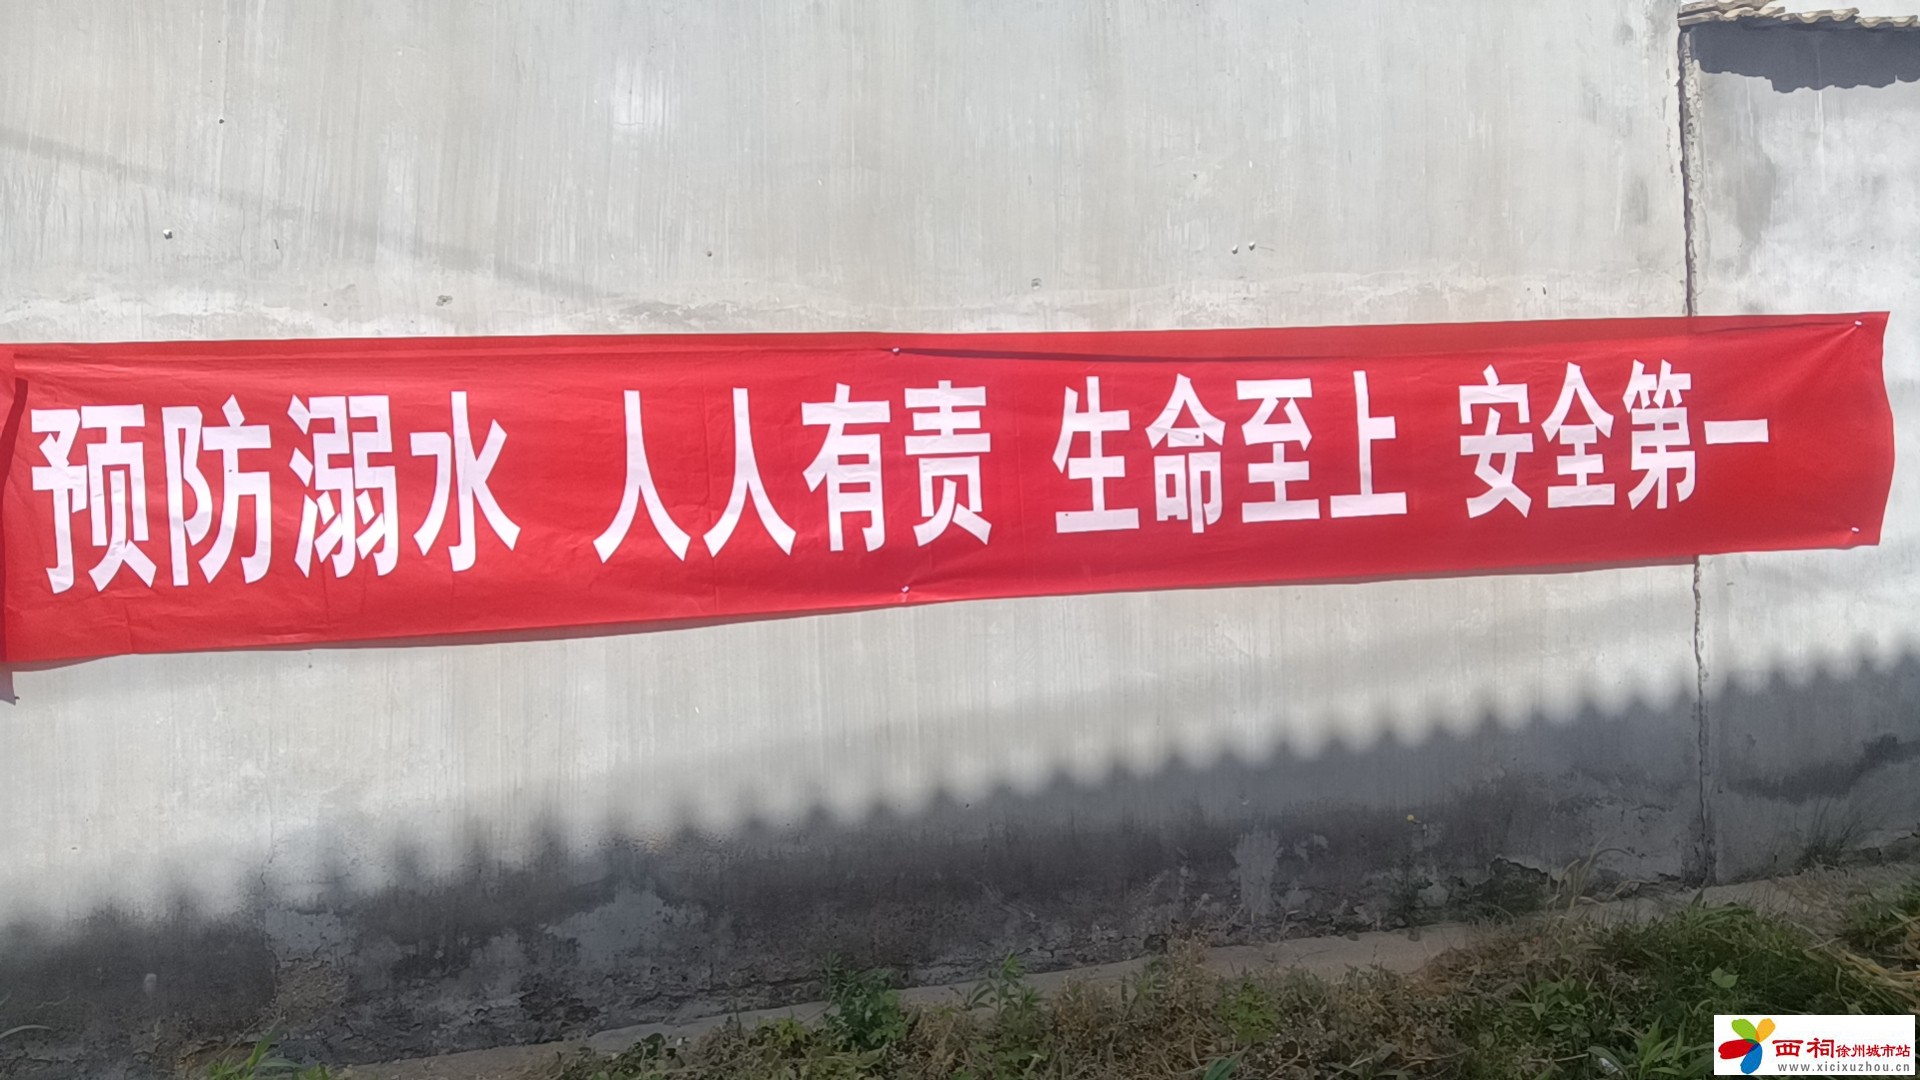 预防溺水 人人有责 生命至上 安全第一
西祠徐州城市站
www.xicixuzhou.cn